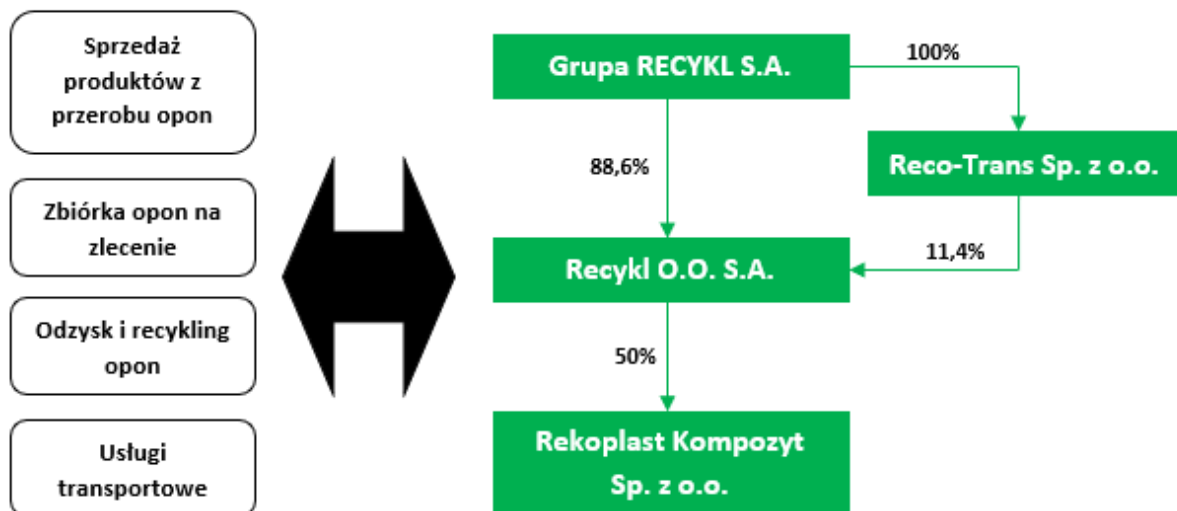 Sprzedaż
produktów z
przerobu opon
Zbiórka opon na
zlecenie
Odzysk i recykling
opon
Usługi
transportowe
Grupa RECYKL S.A.
100%
88,6%
Reco-Trans Sp. z o.o.
Recykl O.O. S.A.
11,4%
50%
Rekoplast Kompozyt
Sp. z o.o.